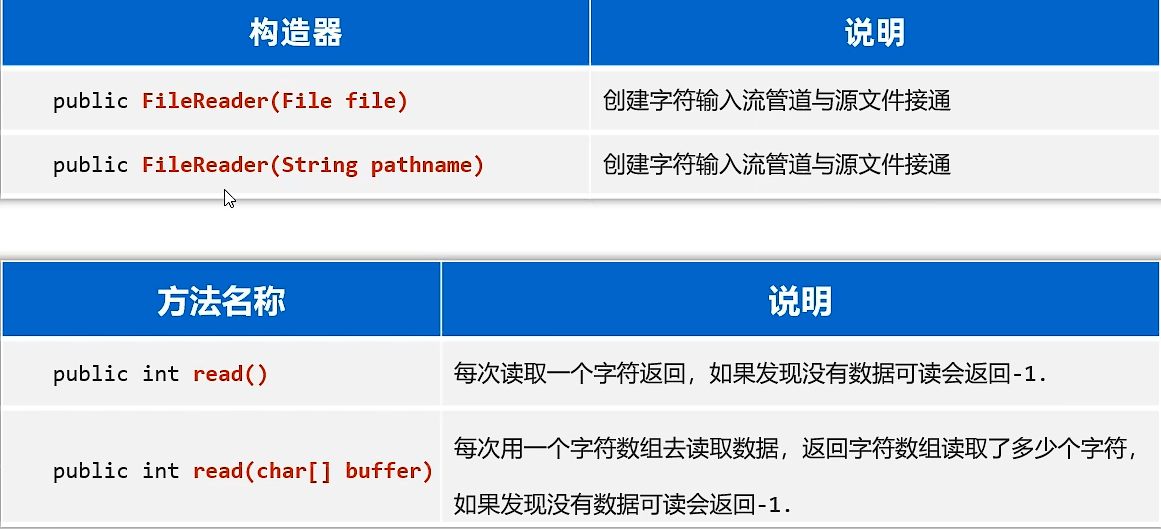 构造器 说明
public FileReader(File file) 创建字符输入流管道与源文件接通
public FileReader(String pathname) 创建字符输入流管道与源文件接通
方法名称 说明
public int read() 每次读取一个字符返回，如果发现没有数据可读会返回-1.
public int read(char[] buffer) 每次用一个字符数组去读取数据，返回字符数组读取了多少个字符，
如果发现没有数据可读会返回-1.